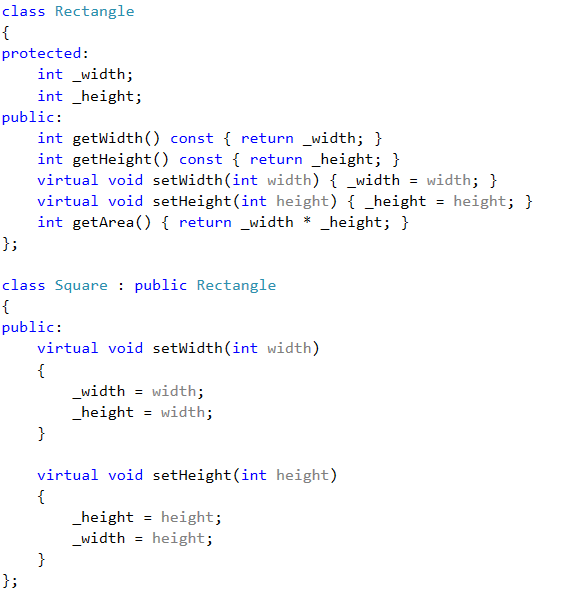 class Rectangle
{
protected:
    int _width;
    int _height;
public:
    int getWidth() const { return _width; }
    int getHeight() const { return _height; }
    virtual void setWidth(int width) { _width = width; }
    virtual void setHeight(int height) { _height = height; }
    int getArea() { return _width * _height; }
};

class Square : public Rectangle
{
public:
    virtual void setWidth(int width)
    {
        _width = width;
        _height = width;
    }

    virtual void setHeight(int height)
    {
        _height = height;
        _width = height;
    }
};